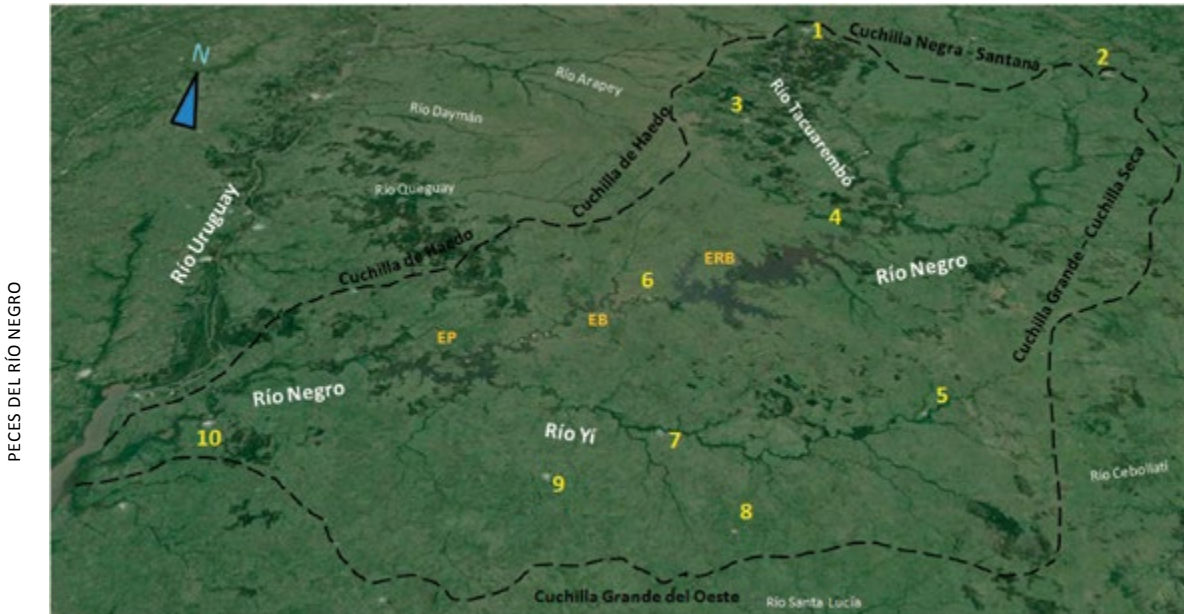 PECES DEL RÍO NEGRO
N
1
Cuchilla Negra - Santana
2
Río Arapey
Río Daymán
3
Río Tacuarembó
Cuchilla de Haedo
Río Queguay
Río Uruguay
4
Cuchilla de Haedo
ERB
Río Negro
6
Cuchilla Grande - Cuchilla Seca
EB
EP
Río Negro
5
10
Río Yí
7
Río Cebollatí
9
8
Cuchilla Grande del Oeste
Río Santa Lucía